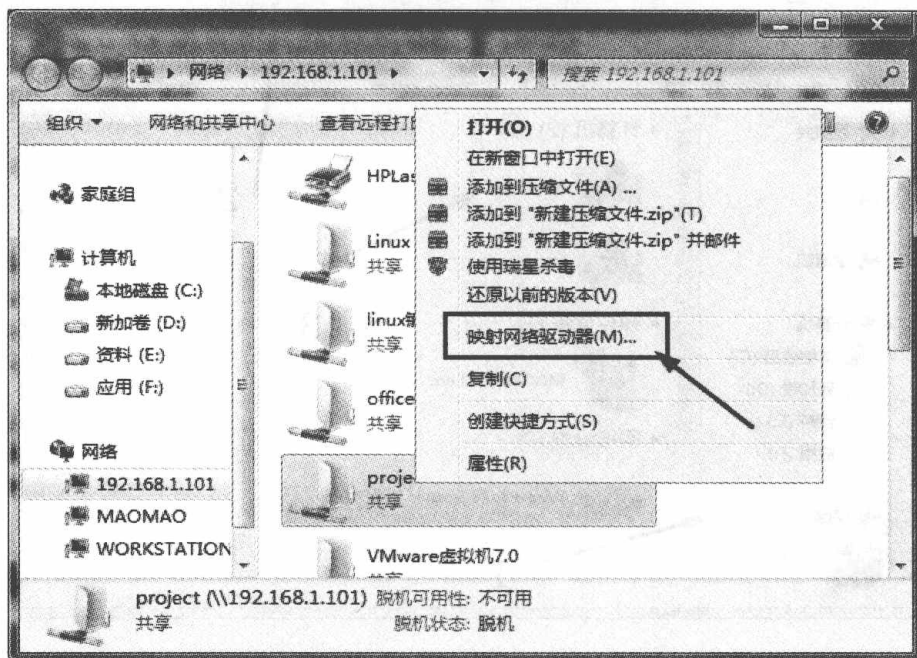 网络 192.168.1.101
搜索 192.168.1.101
组织 网络和共享中心 查看远程打
家庭组
计算机
本地磁盘 (C:)
新加卷 (D:)
资料 (E:)
应用 (F:)
网络
192.168.1.101
MAOMAO
WORKSTATION
HPLas
Linux
共享
linux
共享
office
共享
proje
共享
VMware虚拟机7.0
打开(O)
在新窗口中打开(E)
添加到压缩文件(A) ...
添加到 "新建压缩文件.zip"(T)
添加到 "新建压缩文件.zip" 并邮件
使用瑞星杀毒
还原以前的版本(V)
映射网络驱动器(M)...
复制(C)
创建快捷方式(S)
属性(R)
project (\\192.168.1.101) 脱机可用性: 不可用
共享 脱机状态: 脱机